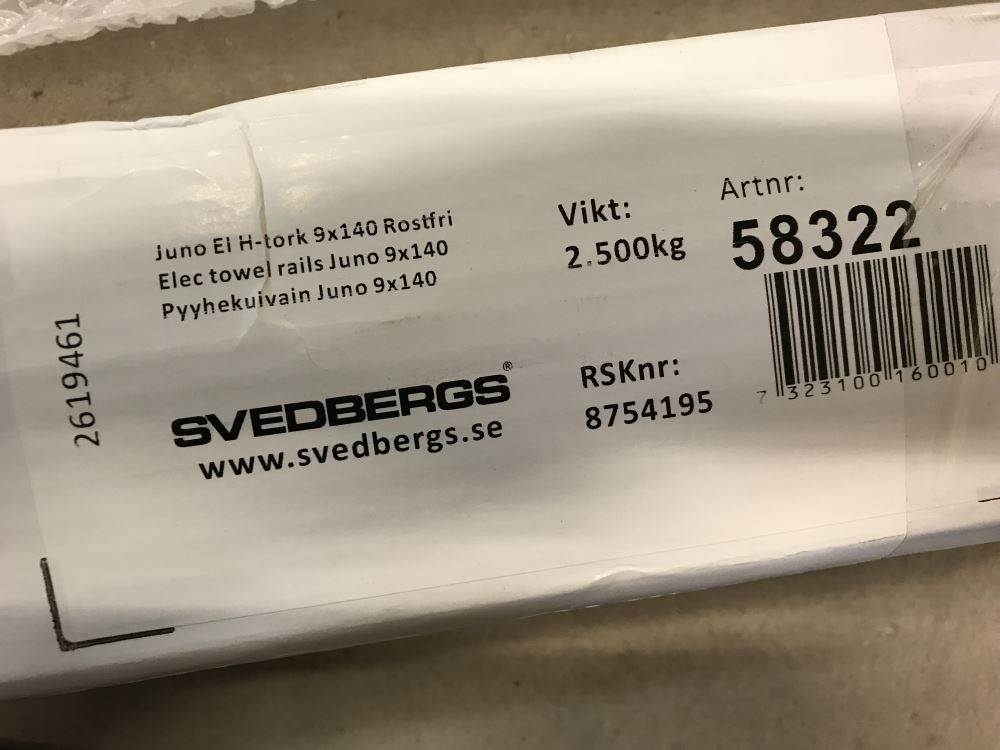 Juno El H-tork 9x140 Rostfri
Elec towel rails Juno 9x140
Pyyhekuivain Juno 9x140
Vikt:
2.500kg
Artnr:
58322
7 323100 160010
2619461
SVEDBERGS®
www.svedbergs.se
RSKnr:
8754195